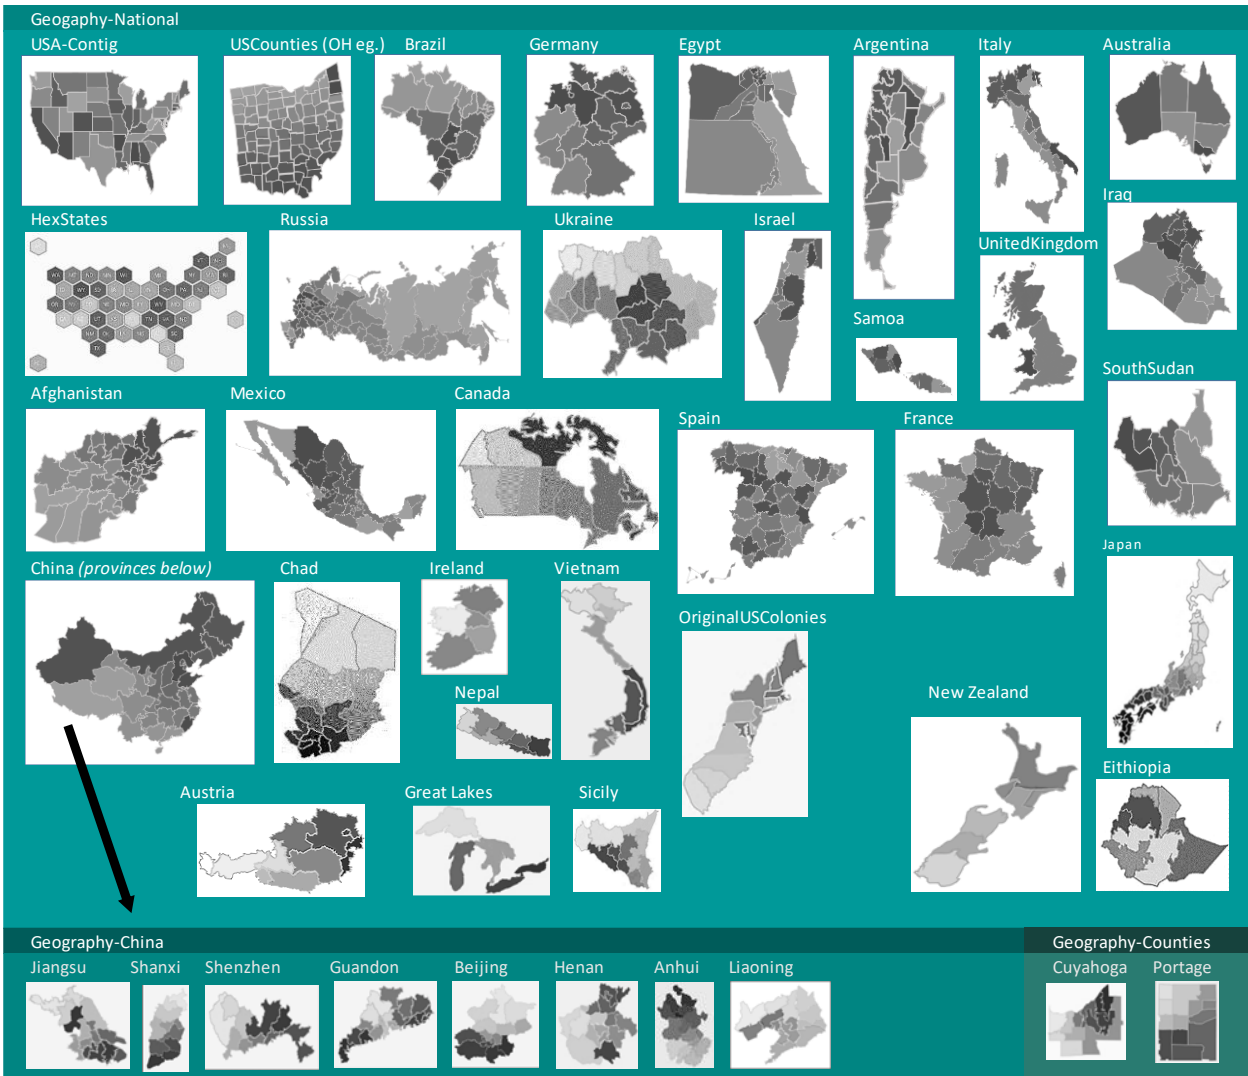 Geogaphy-National
USA-Contig
USCounties (OH eg.)
Brazil
Germany
Egypt
Argentina
Italy
Australia
HexStates
Russia
Ukraine
Israel
UnitedKingdom
Iraq
Samoa
SouthSudan
Afghanistan
Mexico
Canada
Spain
France
Japan
China (provinces below)
Chad
Ireland
Vietnam
OriginalUSColonies
Nepal
New Zealand
Eithiopia
Austria
Great Lakes
Sicily
Geography-China
Jiangsu
Shanxi
Shenzhen
Guandon
Beijing
Henan
Anhui
Liaoning
Geography-Counties
Cuyahoga
Portage